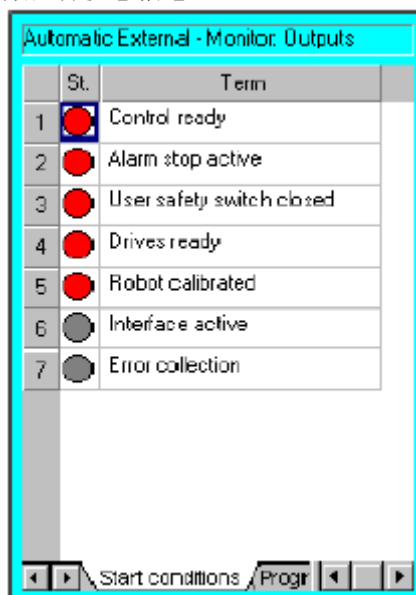 Automatic External - Monitor: Outputs
St. Term
1 Control ready
2 Alarm stop active
3 User safety switch closed
4 Drives ready
5 Robot calibrated
6 Interface active
7 Error collection
Start conditions Progr